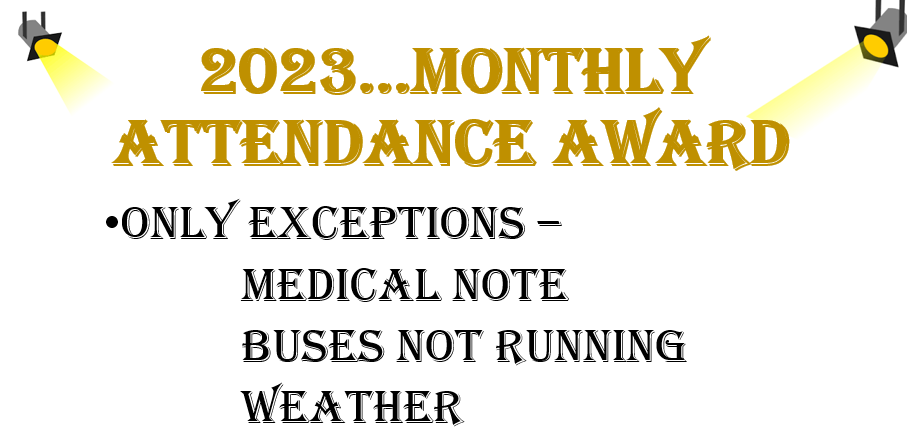 2023...MONTHLY
ATTENDANCE AWARD
•ONLY EXCEPTIONS –
MEDICAL NOTE
BUSES NOT RUNNING
WEATHER